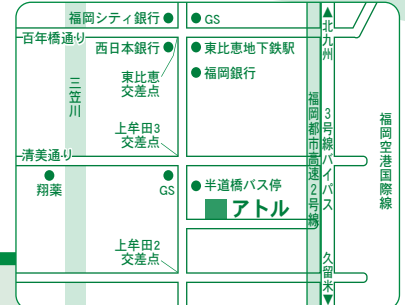 福岡シティ銀行
GS
▲北九州
百年橋通り
西日本銀行
東比恵地下鉄駅
東比恵
交差点
福岡銀行
三笠川
福岡都市高速2号線
3号線バイパス
福岡空港国際線
上牟田3
交差点
清美通り
翔薬
GS
半道橋バス停
アトル
上牟田2
交差点
久留米▼